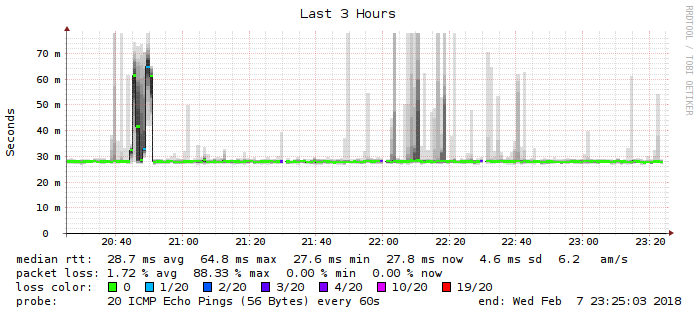 Last 3 Hours
RRDTOOL / TOBI OETIKER
Seconds
70 m
60 m
50 m
40 m
30 m
20 m
10 m
0
20:40 21:00 21:20 21:40 22:00 22:20 22:40 23:00 23:20
median rtt: 28.7 ms avg 64.8 ms max 27.6 ms min 27.8 ms now 4.6 ms sd 6.2 am/s
packet loss: 1.72 % avg 88.33 % max 0.00 % min 0.00 % now
loss color: 0 1/20 2/20 3/20 4/20 10/20 19/20
probe: 20 ICMP Echo Pings (56 Bytes) every 60s end: Wed Feb 7 23:25:03 2018